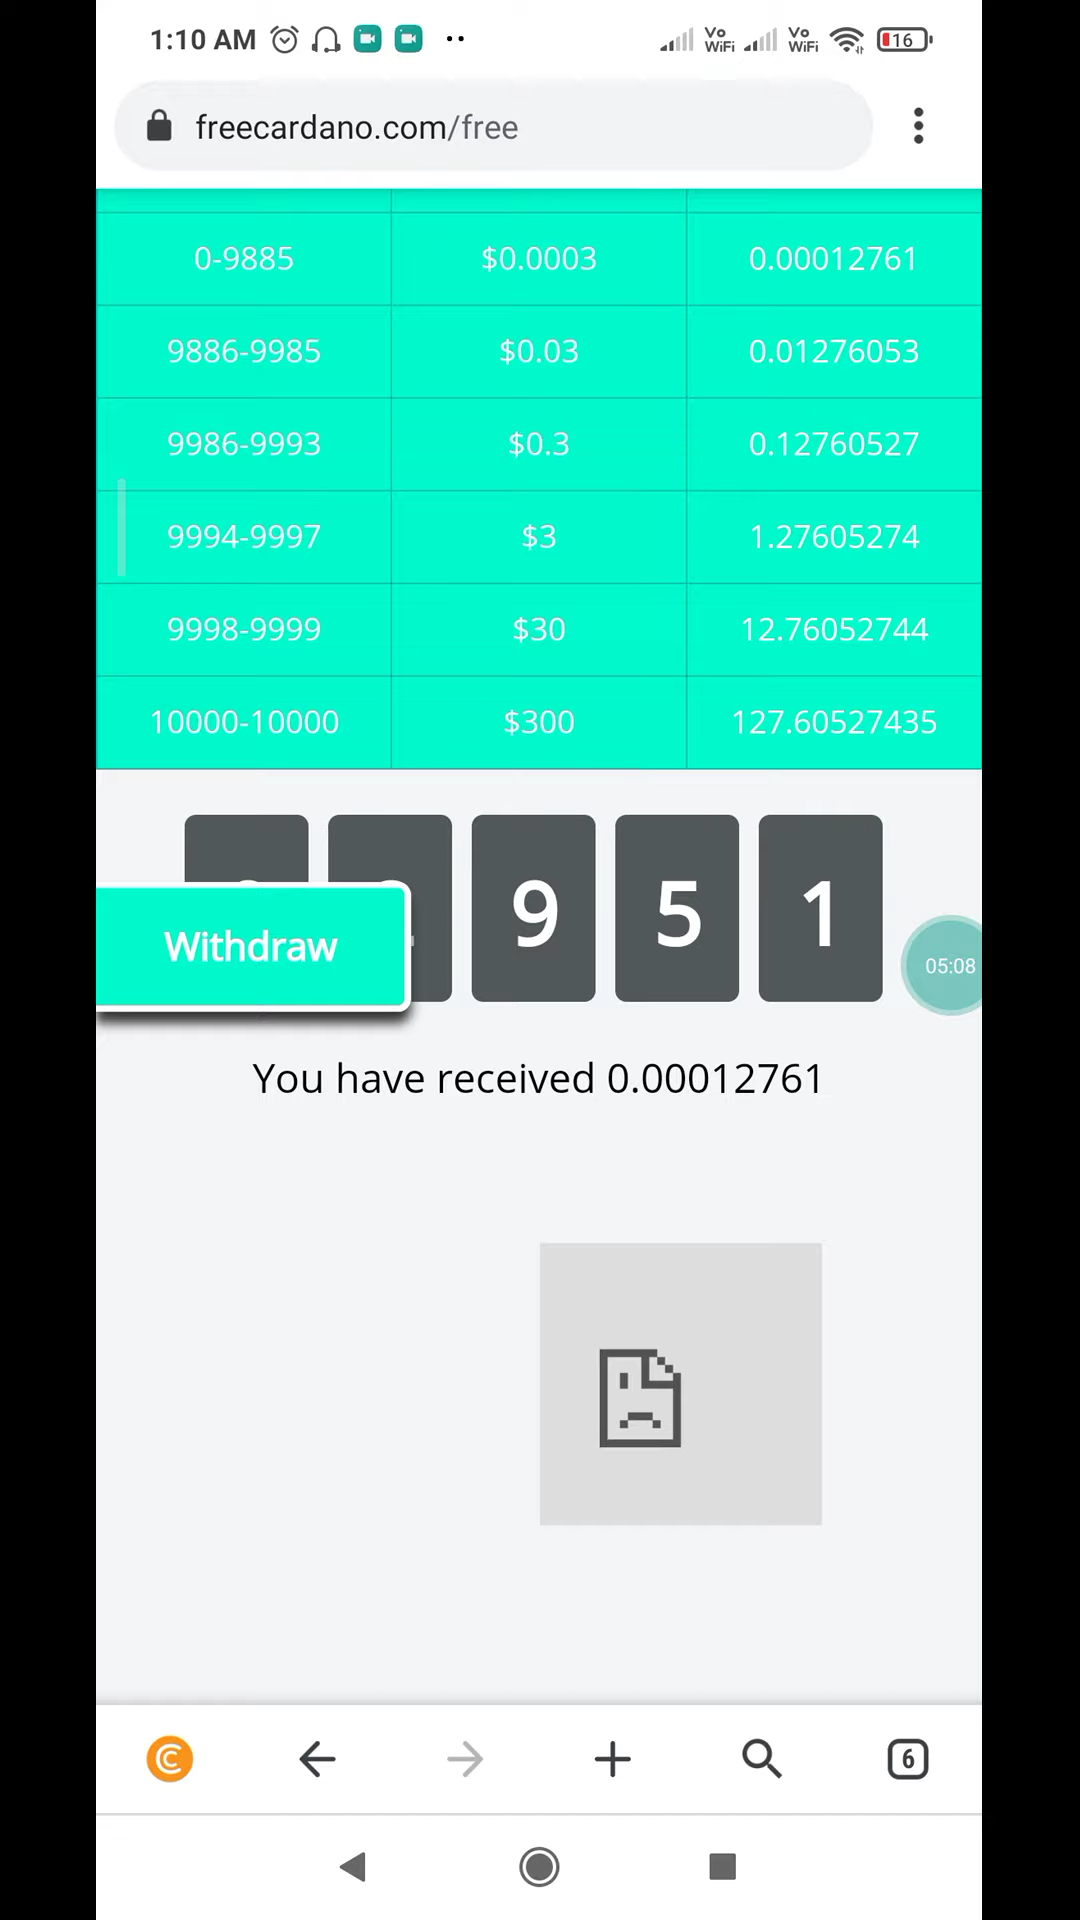 1:10 AM
Vo WiFi Vo WiFi 16
freecardano.com/free
0-9885 $0.0003 0.00012761
9886-9985 $0.03 0.01276053
9986-9993 $0.3 0.12760527
9994-9997 $3 1.27605274
9998-9999 $30 12.76052744
10000-10000 $300 127.60527435
9 5 1
Withdraw
05:08
You have received 0.00012761
6